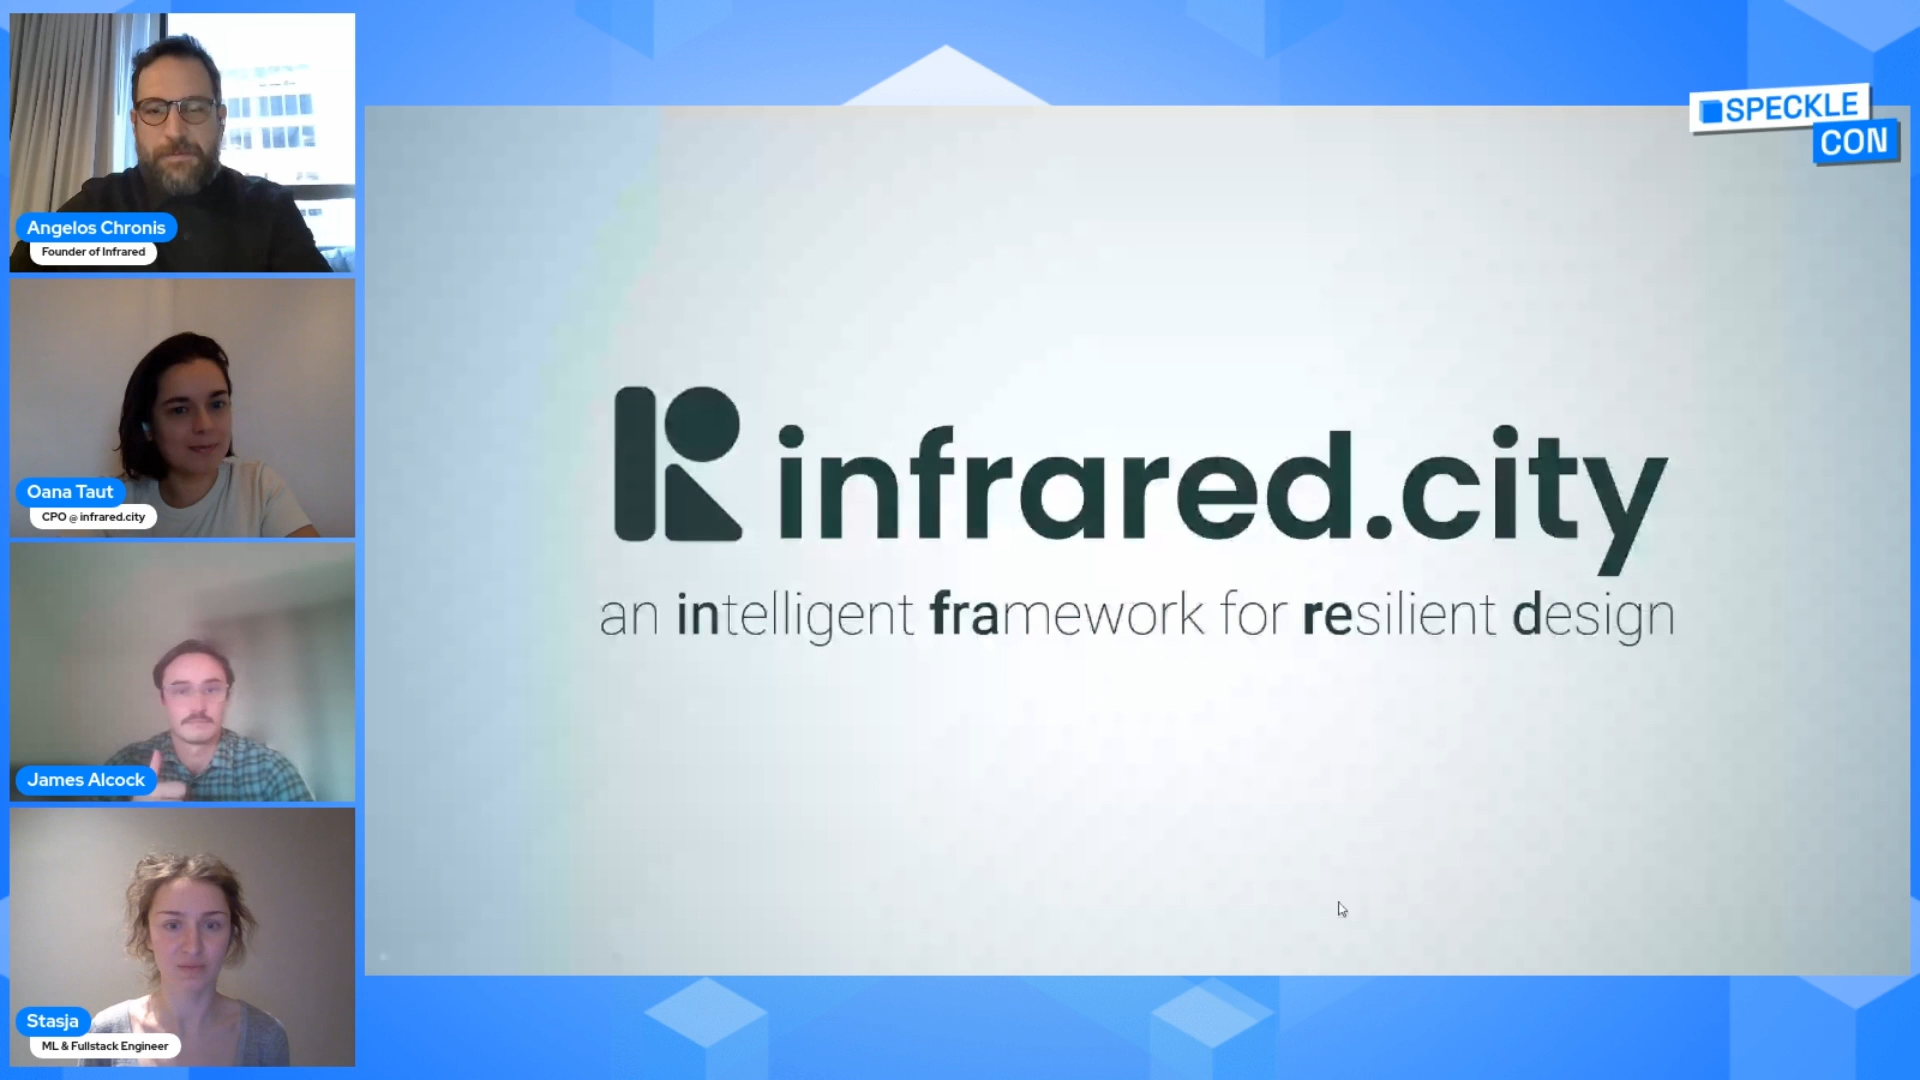 Angelos Chronis
Founder of Infrared
Oana Taut
CPO @ infrared.city
James Alcock
Stasja
ML & Fullstack Engineer
SPECKLE
CON
infrared.city
an intelligent framework for resilient design